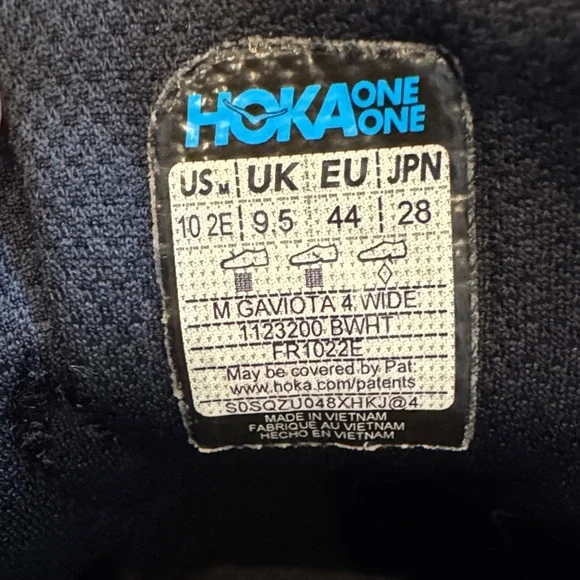 HOKA ONE ONE
US M UK EU JPN
10 2E 9.5 44 28
M GAVIOTA 4 WIDE
1123200 BWHT
FR1022E
May be covered by Pat.
www.hoka.com/patents
S0SQZU048XHKJ@4
MADE IN VIETNAM
FABRIQUE AU VIETNAM
HECHO EN VIETNAM